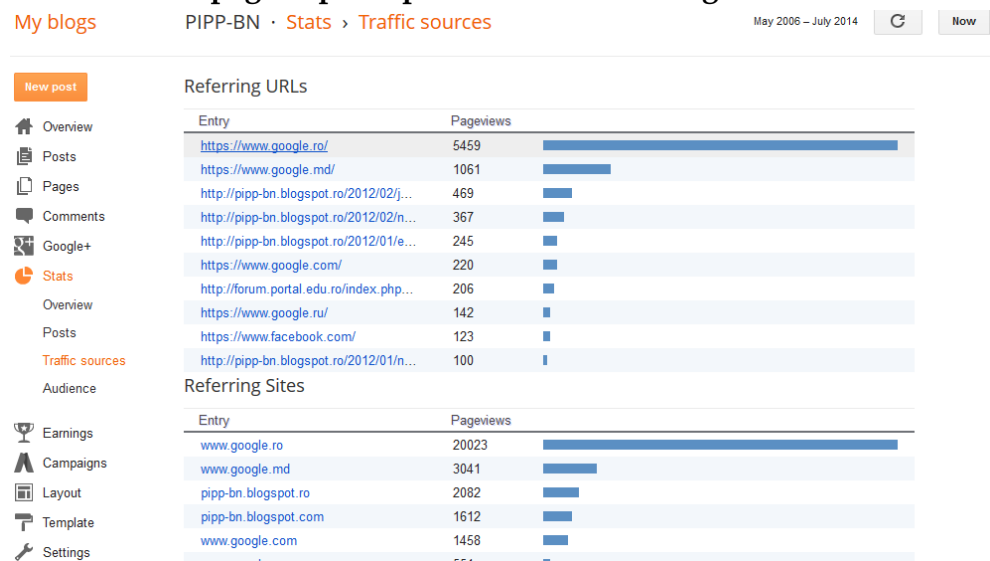 My blogs
PIPP-BN · Stats › Traffic sources
May 2006 – July 2014
Now
New post
Overview
Posts
Pages
Comments
Google+
Stats
Overview
Posts
Traffic sources
Audience
Earnings
Campaigns
Layout
Template
Settings
Referring URLs
Entry Pageviews
https://www.google.ro/ 5459
https://www.google.md/ 1061
http://pipp-bn.blogspot.ro/2012/02/j... 469
http://pipp-bn.blogspot.ro/2012/02/n... 367
http://pipp-bn.blogspot.ro/2012/01/e... 245
https://www.google.com/ 220
http://forum.portal.edu.ro/index.php... 206
https://www.google.ru/ 142
https://www.facebook.com/ 123
http://pipp-bn.blogspot.ro/2012/01/n... 100
Referring Sites
Entry Pageviews
www.google.ro 20023
www.google.md 3041
pipp-bn.blogspot.ro 2082
pipp-bn.blogspot.com 1612
www.google.com 1458